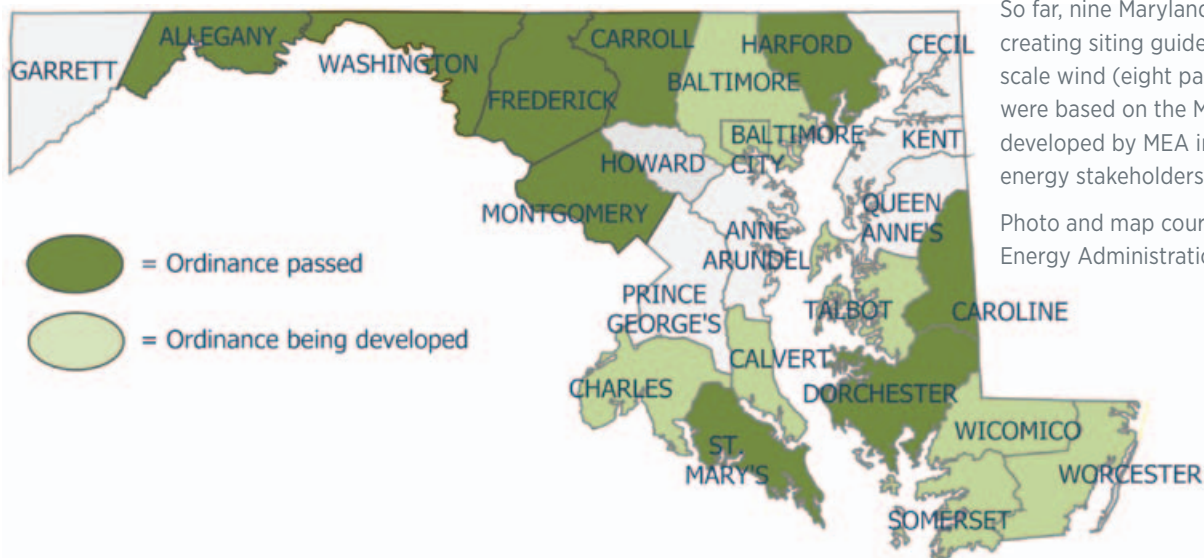 So far, nine Maryland
creating siting guide
scale wind (eight pa
were based on the M
developed by MEA i
energy stakeholders
Photo and map cour
Energy Administratio
GARRETT
ALLEGANY
WASHINGTON
FREDERICK
CARROLL
BALTIMORE
HARFORD
CECIL
BALTIMORE
CITY
KENT
HOWARD
MONTGOMERY
QUEEN
ANNE'S
ANNE
ARUNDEL
= Ordinance passed
PRINCE
GEORGE'S
TALBOT
CAROLINE
= Ordinance being developed
CALVERT
CHARLES
DORCHESTER
ST.
MARY'S
WICOMICO
WORCESTER
SOMERSET